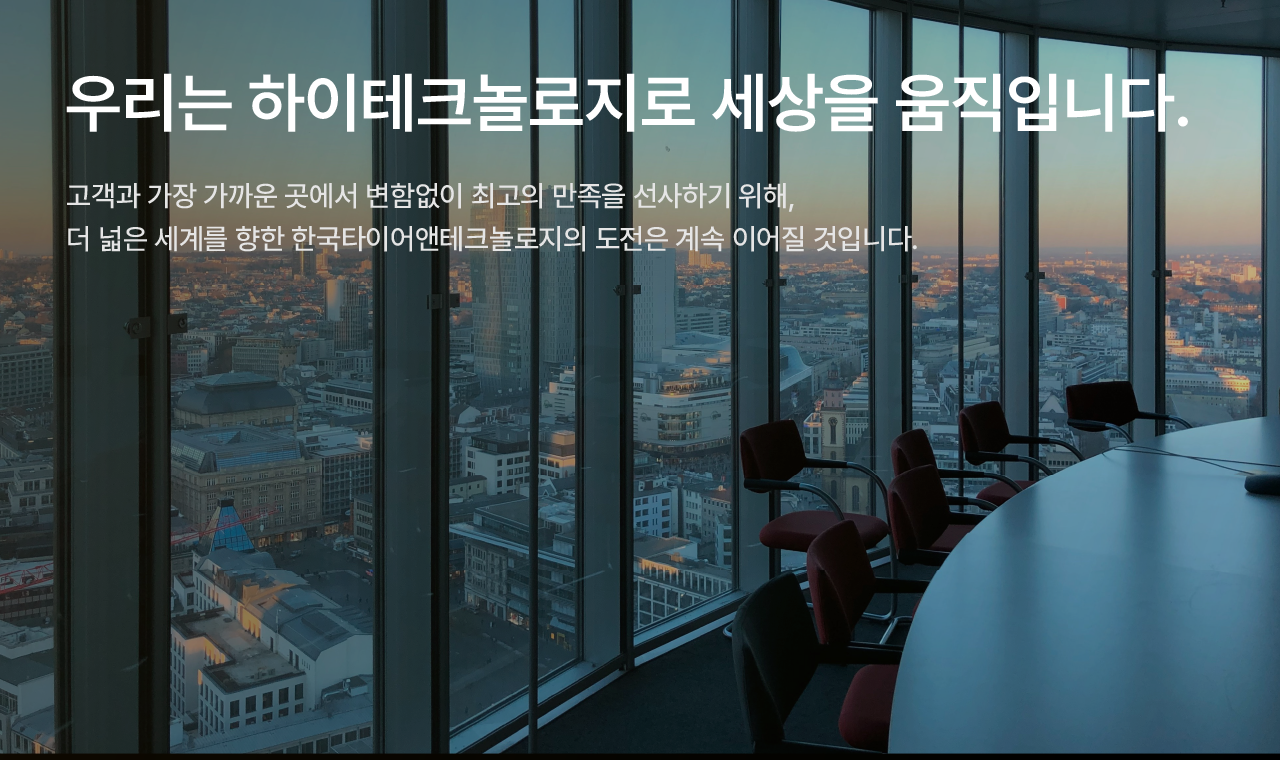 우리는 하이테크놀로지로 세상을 움직입니다.
고객과 가장 가까운 곳에서 변함없이 최고의 만족을 선사하기 위해,
더 넓은 세계를 향한 한국타이어앤테크놀로지의 도전은 계속 이어질 것입니다.